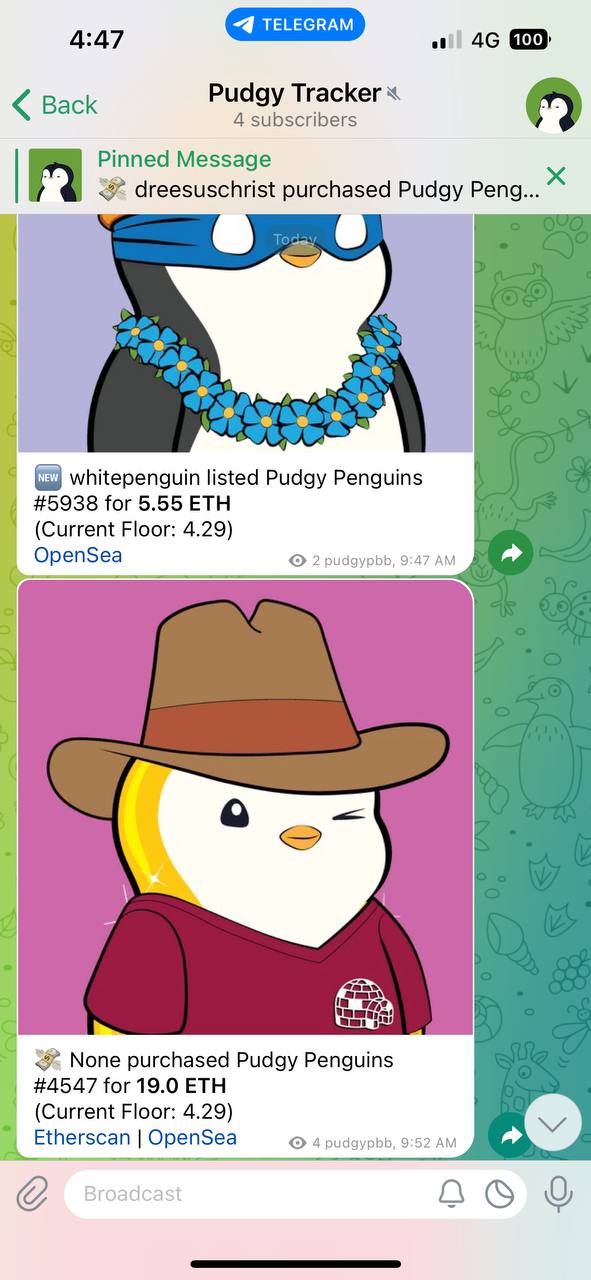 4:47
TELEGRAM
4G
100
Back
Pudgy Tracker
4 subscribers
Pinned Message
💸 dreesuschrist purchased Pudgy Peng...
Today
🆕 whitepenguin listed Pudgy Penguins
#5938 for 5.55 ETH
(Current Floor: 4.29)
OpenSea
2 pudgypbb, 9:47 AM
💸 None purchased Pudgy Penguins
#4547 for 19.0 ETH
(Current Floor: 4.29)
Etherscan | OpenSea
4 pudgypbb, 9:52 AM
Broadcast